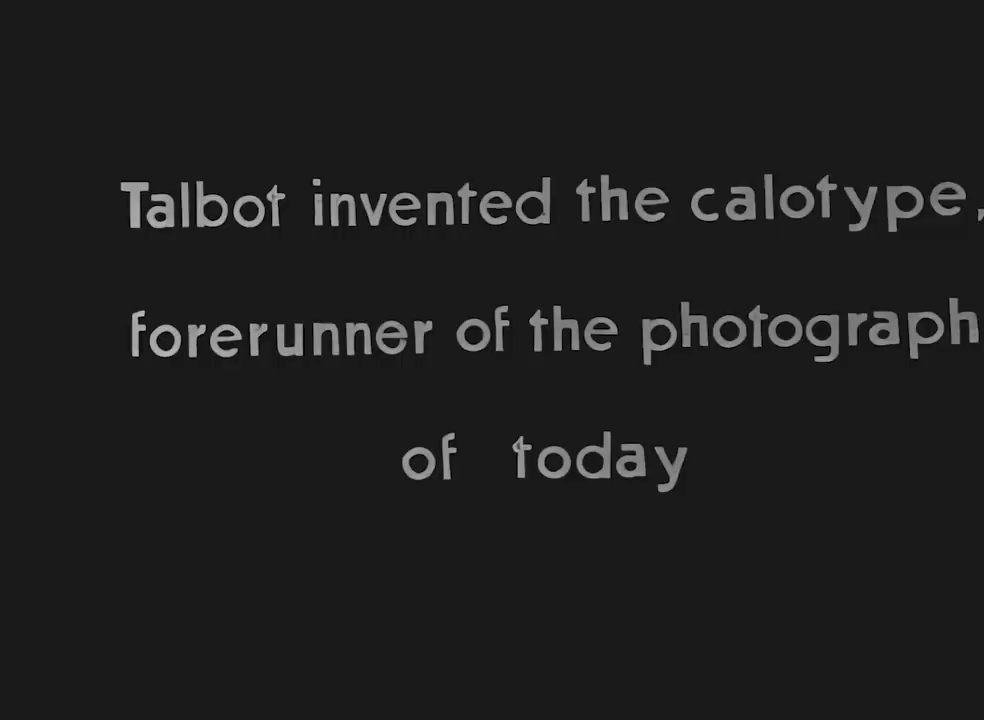 Talbot invented the calotype,
forerunner of the photograph
of today